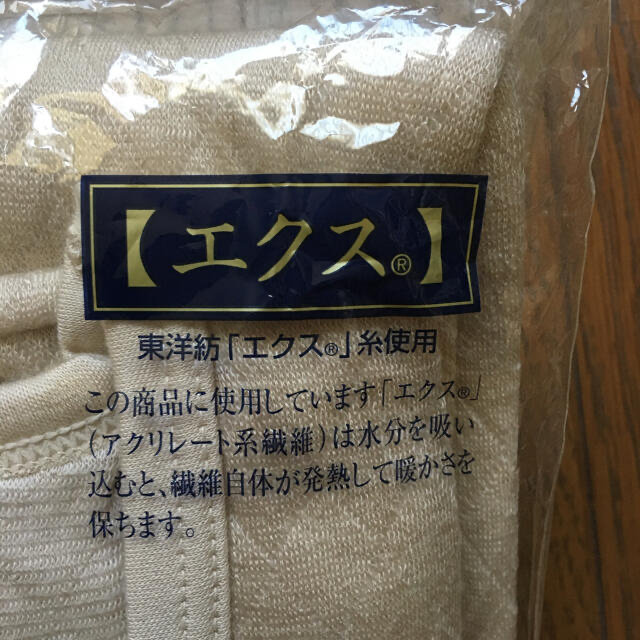 【エクス®】
東洋紡「エクス®」糸使用
この商品に使用しています「エクス®」
(アクリレート系繊維)は水分を吸い
込むと、繊維自体が発熱して暖かさを
保ちます。